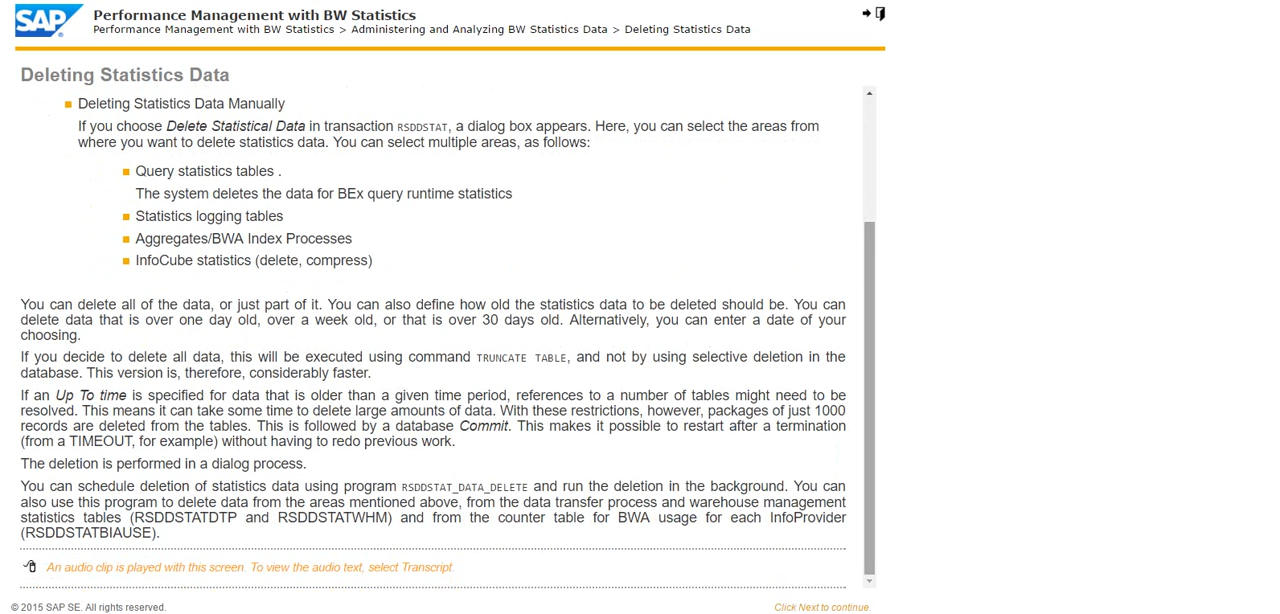 SAP
Performance Management with BW Statistics
Performance Management with BW Statistics > Administering and Analyzing BW Statistics Data > Deleting Statistics Data
Deleting Statistics Data
Deleting Statistics Data Manually
If you choose Delete Statistical Data in transaction RSDDSTAT, a dialog box appears. Here, you can select the areas from
where you want to delete statistics data. You can select multiple areas, as follows:
Query statistics tables .
The system deletes the data for BEx query runtime statistics
Statistics logging tables
Aggregates/BWA Index Processes
InfoCube statistics (delete, compress)
You can delete all of the data, or just part of it. You can also define how old the statistics data to be deleted should be. You can
delete data that is over one day old, over a week old, or that is over 30 days old. Alternatively, you can enter a date of your
choosing.
If you decide to delete all data, this will be executed using command TRUNCATE TABLE, and not by using selective deletion in the
database. This version is, therefore, considerably faster.
If an Up To time is specified for data that is older than a given time period, references to a number of tables might need to be
resolved. This means it can take some time to delete large amounts of data. With these restrictions, however, packages of just 1000
records are deleted from the tables. This is followed by a database Commit. This makes it possible to restart after a termination
(from a TIMEOUT, for example) without having to redo previous work.
The deletion is performed in a dialog process.
You can schedule deletion of statistics data using program RSDDSTAT_DATA_DELETE and run the deletion in the background. You can
also use this program to delete data from the areas mentioned above, from the data transfer process and warehouse management
statistics tables (RSDDSTATDTP and RSDDSTATWHM) and from the counter table for BWA usage for each InfoProvider
(RSDDSTATBIAUSE).
An audio clip is played with this screen. To view the audio text, select Transcript.
© 2015 SAP SE. All rights reserved.
Click Next to continue.